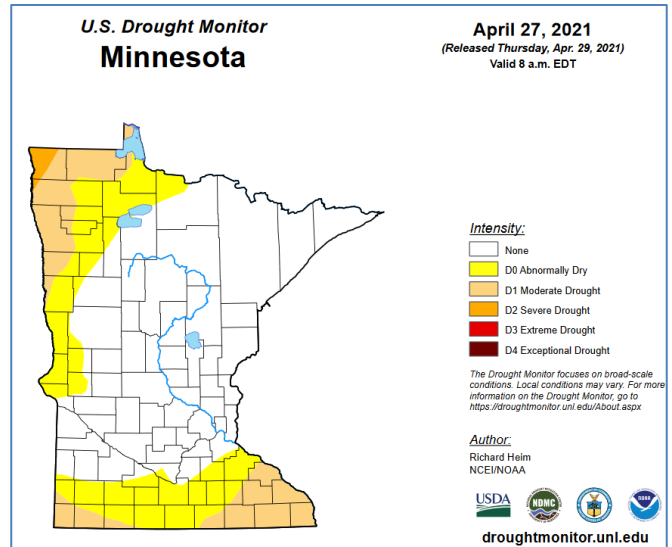 U.S. Drought Monitor
Minnesota
April 27, 2021
(Released Thursday, Apr. 29, 2021)
Valid 8 a.m. EDT
Intensity:
None
D0 Abnormally Dry
D1 Moderate Drought
D2 Severe Drought
D3 Extreme Drought
D4 Exceptional Drought
The Drought Monitor focuses on broad-scale
conditions. Local conditions may vary. For more
information on the Drought Monitor, go to
https://droughtmonitor.unl.edu/About.aspx
Author:
Richard Heim
NCEI/NOAA
USDA
NDMC
droughtmonitor.unl.edu